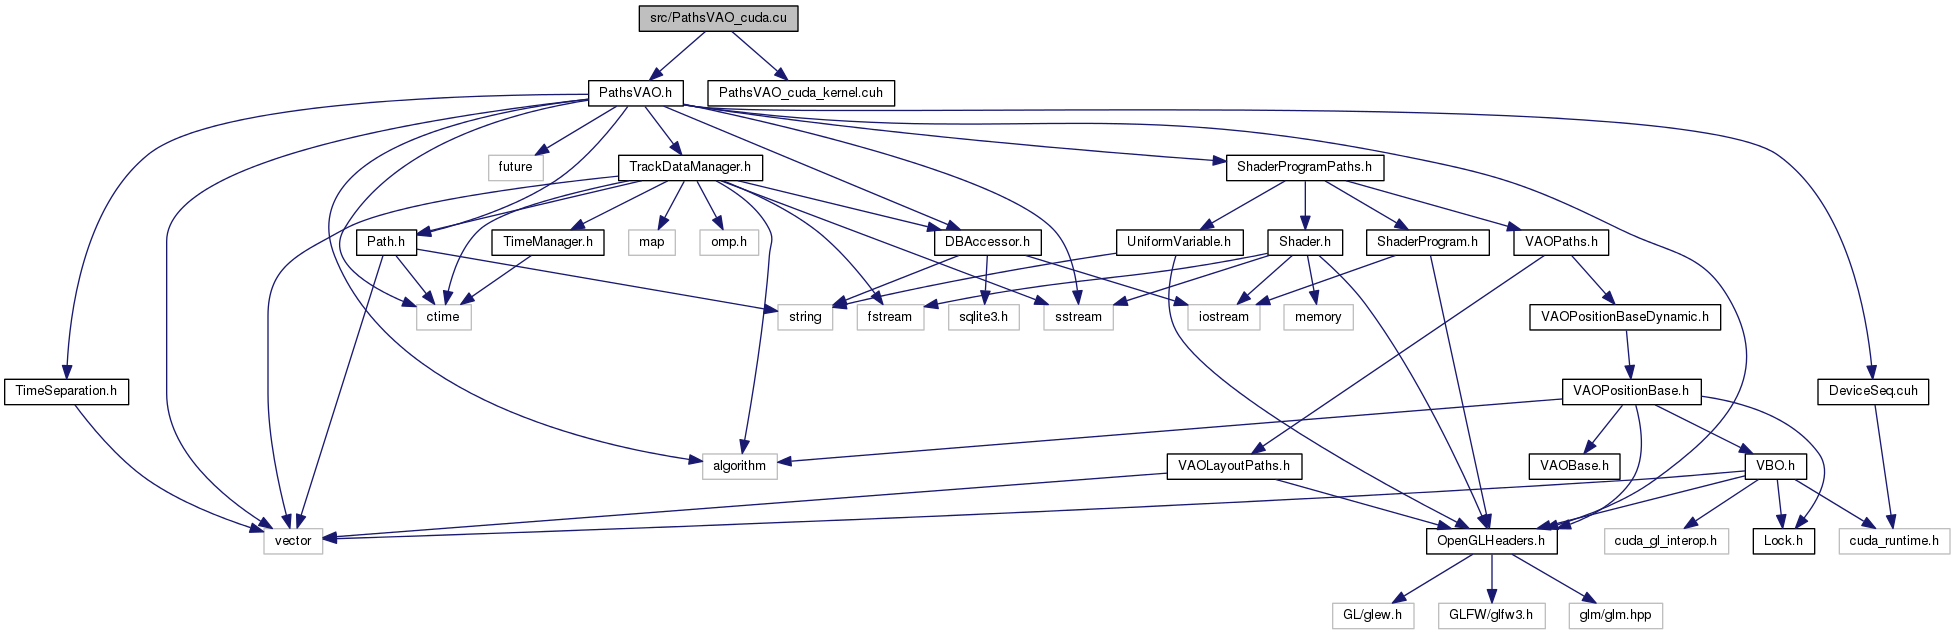 src/PathsVAO_cuda.cu
PathsVAO.h
PathsVAO_cuda_kernel.cuh
future
TrackDataManager.h
ShaderProgramPaths.h
Path.h
TimeManager.h
map
omp.h
DBAccessor.h
UniformVariable.h
Shader.h
ShaderProgram.h
VAOPaths.h
ctime
string
fstream
sqlite3.h
sstream
iostream
memory
VAOPositionBaseDynamic.h
TimeSeparation.h
VAOPositionBase.h
DeviceSeq.cuh
algorithm
VAOLayoutPaths.h
VAOBase.h
VBO.h
vector
OpenGLHeaders.h
cuda_gl_interop.h
Lock.h
cuda_runtime.h
GL/glew.h
GLFW/glfw3.h
glm/glm.hpp